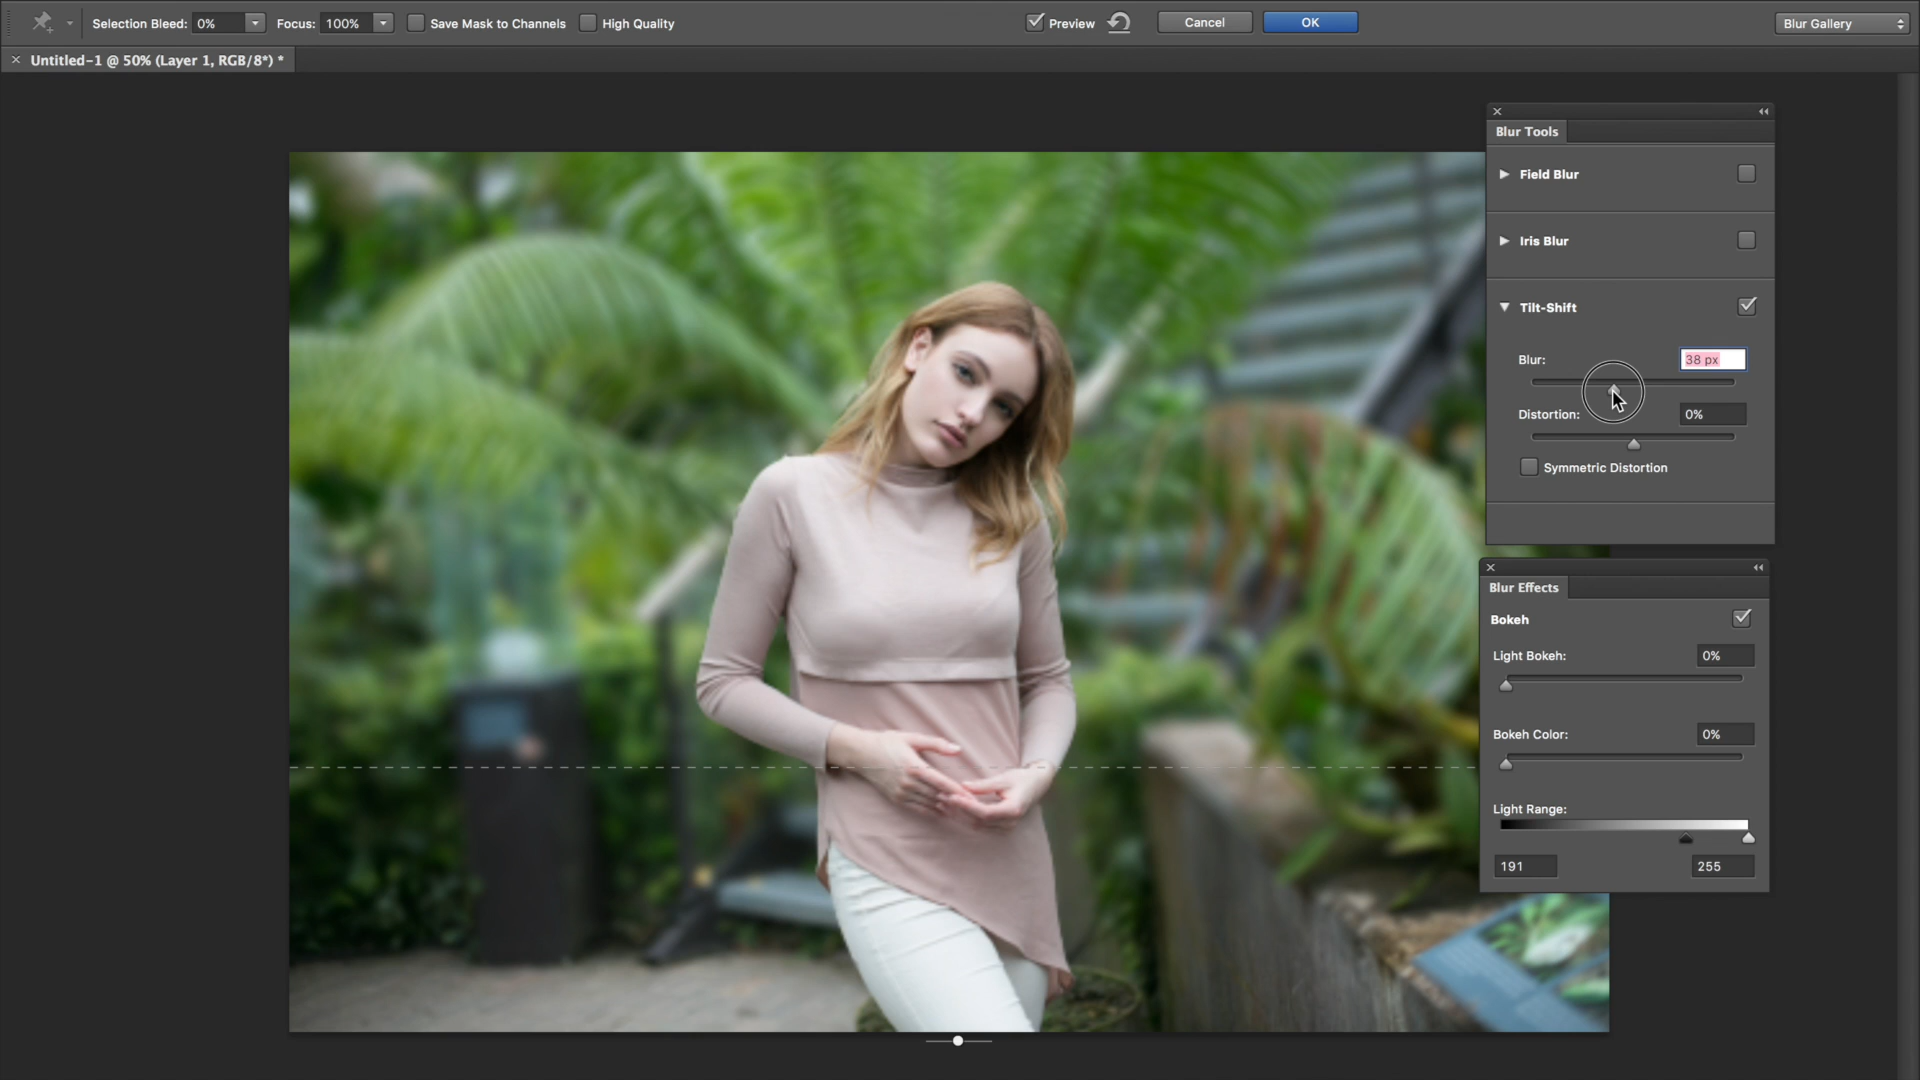 Selection Bleed: 0% Focus: 100% Save Mask to Channels High Quality Preview Cancel OK Blur Gallery
Untitled-1 @ 50% (Layer 1, RGB/8*) *
Blur Tools
Field Blur
Iris Blur
Tilt-Shift
Blur: 38 px
Distortion: 0%
Symmetric Distortion
Blur Effects
Bokeh
Light Bokeh: 0%
Bokeh Color: 0%
Light Range:
191 255